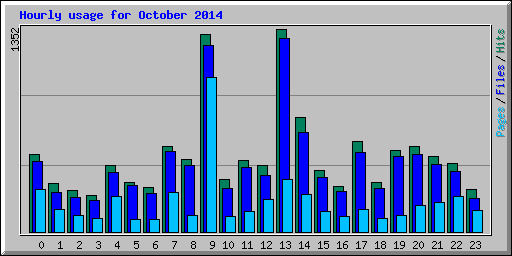 Hourly usage for October 2014
1352
Pages / Files / Hits
0 1 2 3 4 5 6 7 8 9 10 11 12 13 14 15 16 17 18 19 20 21 22 23